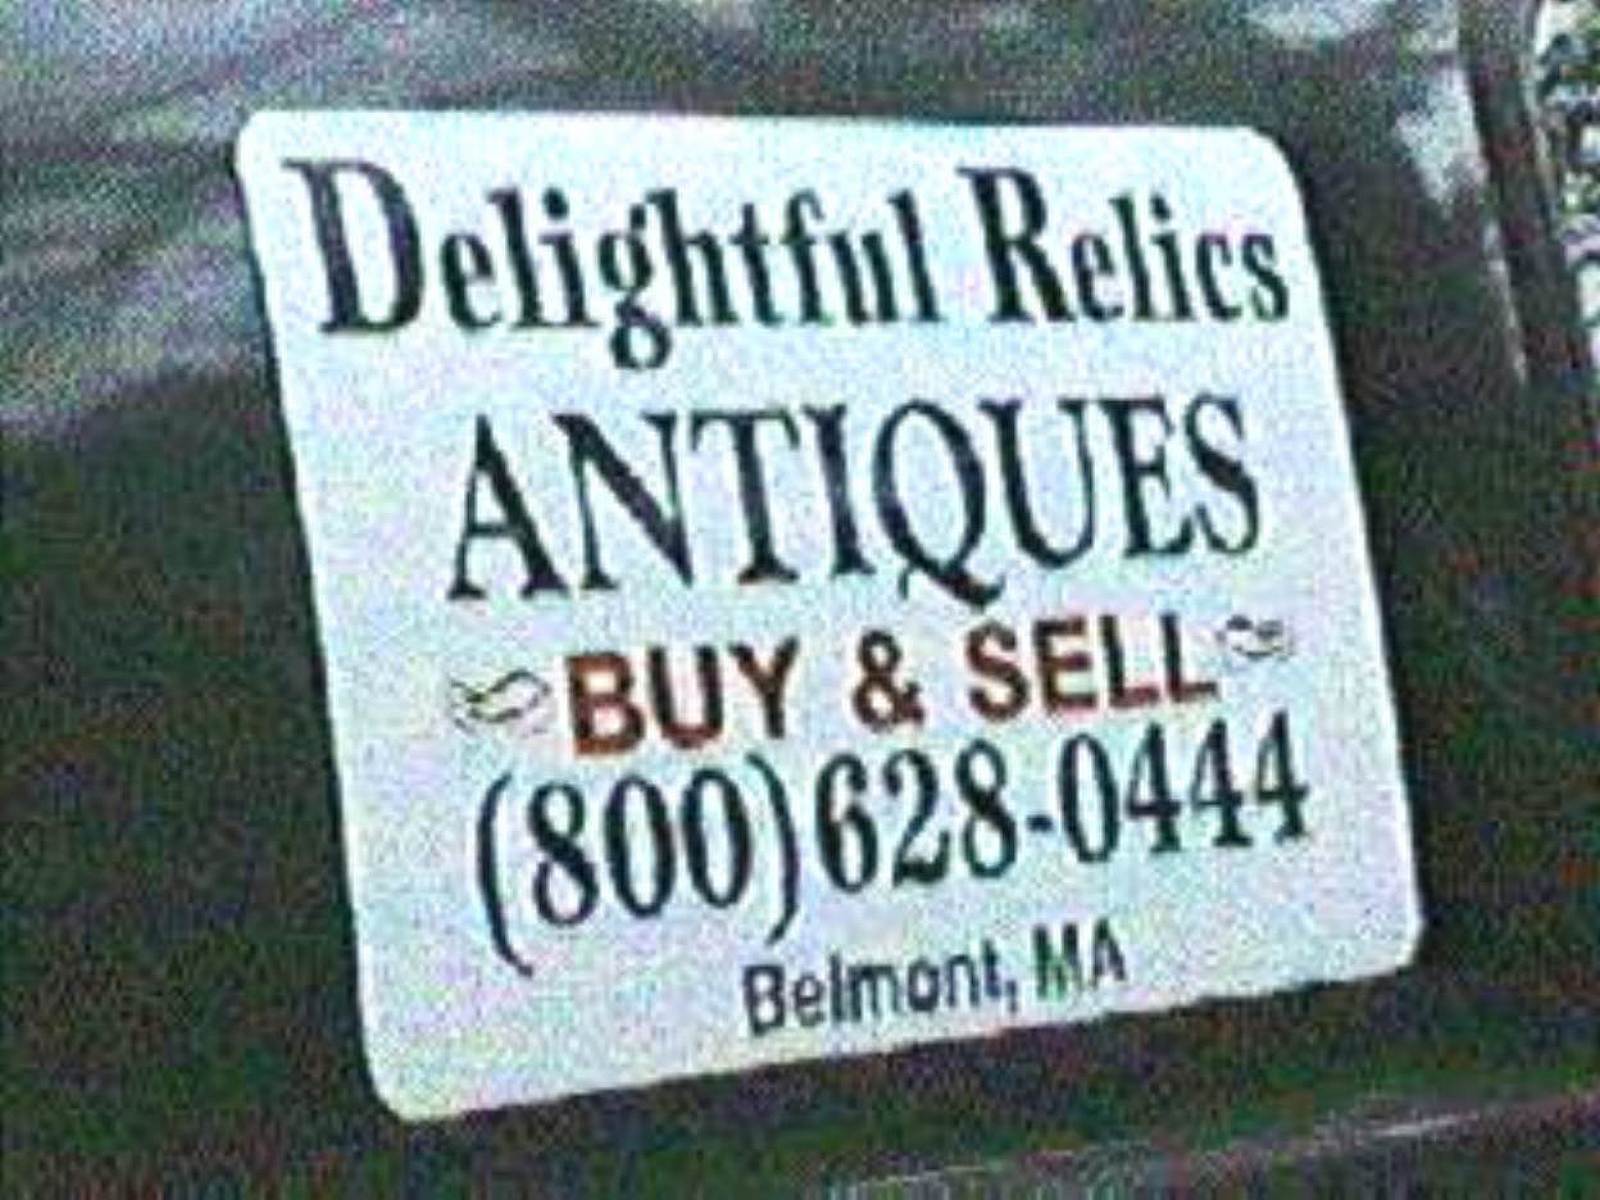 Delightful Relics
ANTIQUES
BUY & SELL
(800)628-0444
Belmont, MA